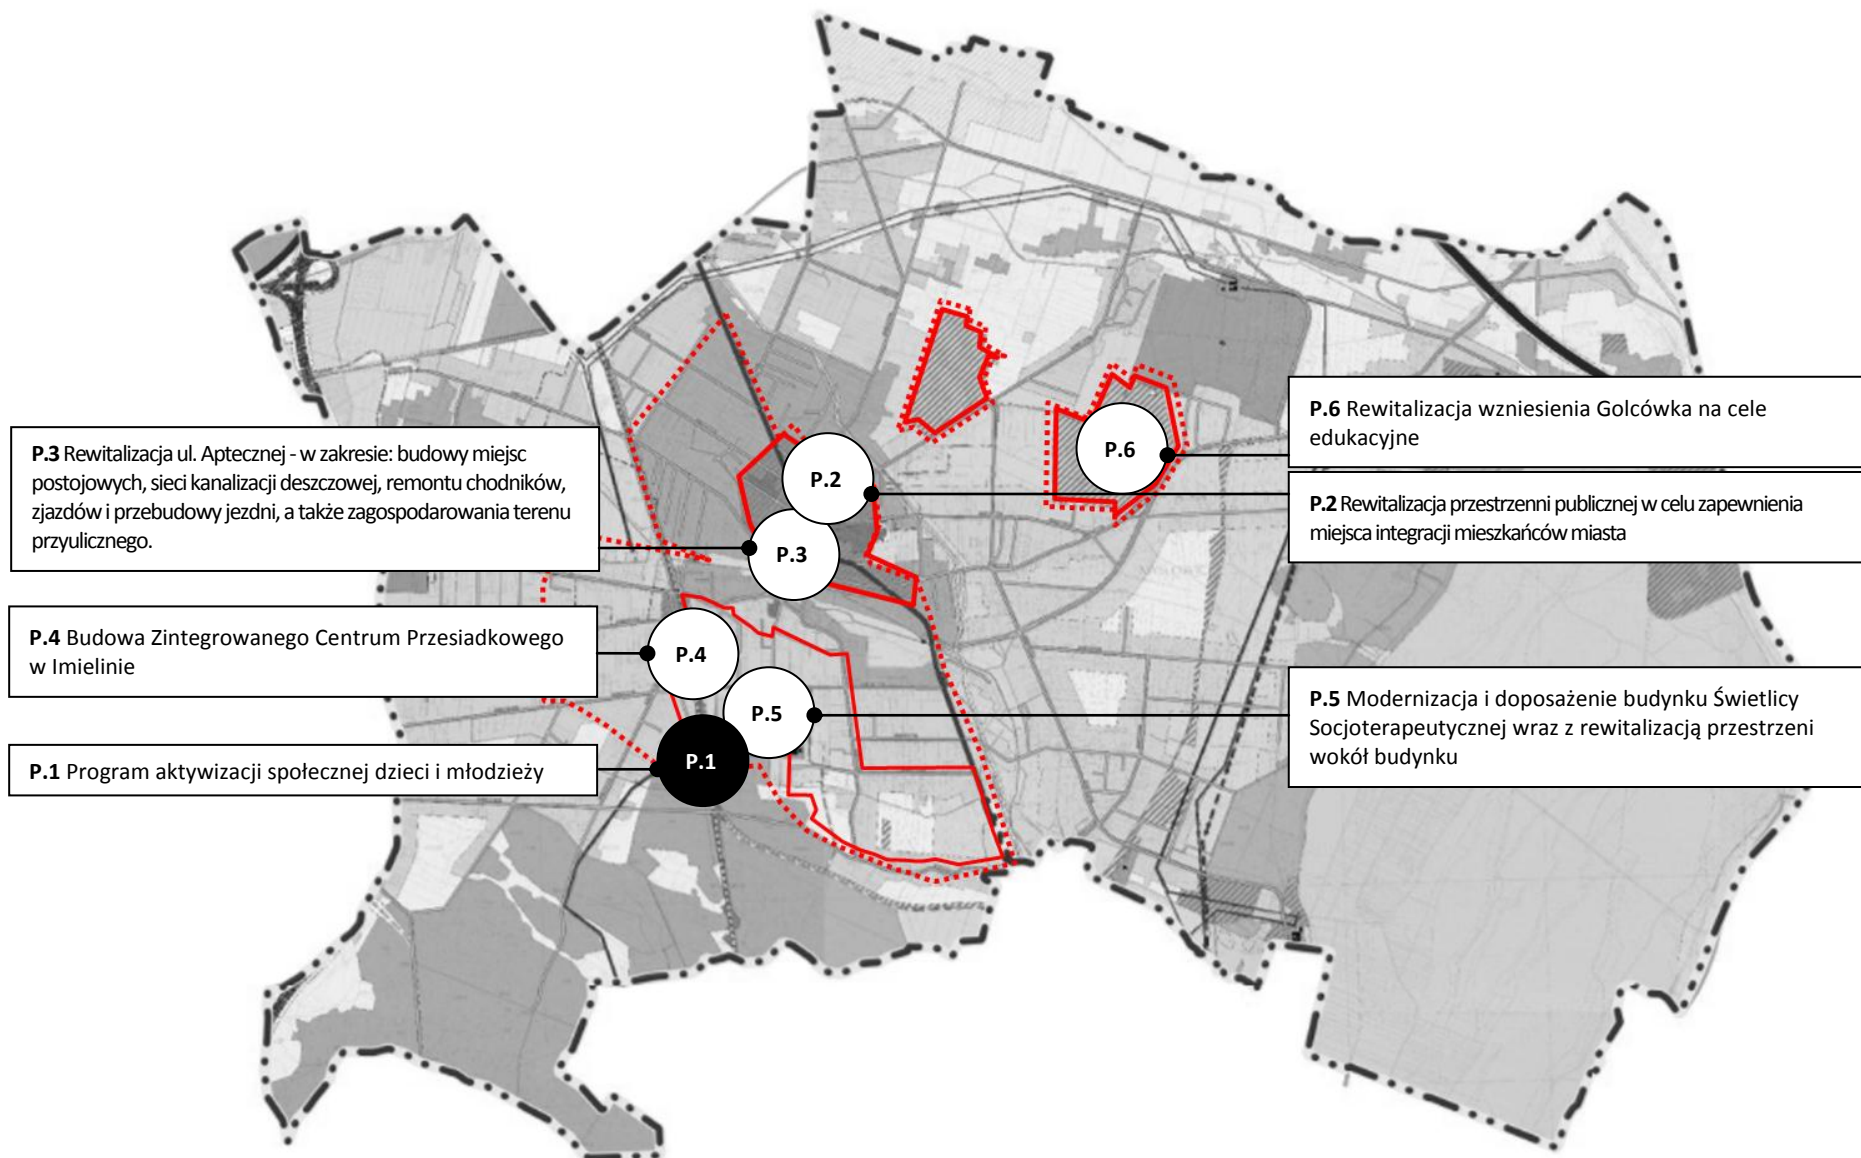 P.6 Rewitalizacja wzniesienia Golcówka na cele
edukacyjne
P.3 Rewitalizacja ul. Aptecznej - w zakresie: budowy miejsc
postojowych, sieci kanalizacji deszczowej, remontu chodników,
zjazdów i przebudowy jezdni, a także zagospodarowania terenu
przyulicznego.
P.6
P.2
P.2 Rewitalizacja przestrzenni publicznej w celu zapewnienia
miejsca integracji mieszkańców miasta
P.3
P.4 Budowa Zintegrowanego Centrum Przesiadkowego
w Imielinie
P.4
P.5
P.5 Modernizacja i doposażenie budynku Świetlicy
Socjoterapeutycznej wraz z rewitalizacją przestrzeni
wokół budynku
P.1 Program aktywizacji społecznej dzieci i młodzieży
P.1